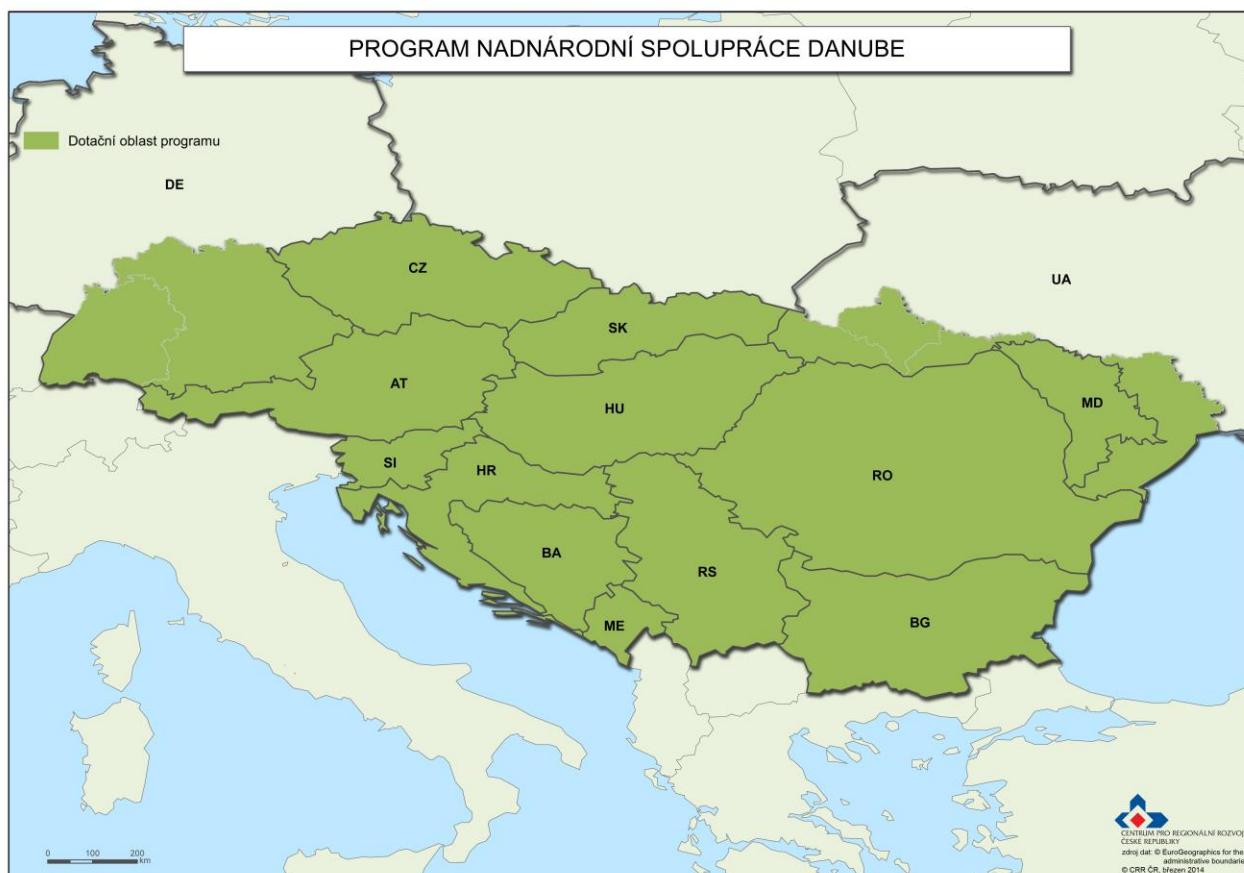 PROGRAM NADNÁRODNÍ SPOLUPRÁCE DANUBE
Dotační oblast programu
DE
CZ
UA
SK
AT
HU
MD
SI
HR
RO
BA
RS
ME
BG
0 100 200
km
CENTRUM PRO REGIONÁLNÍ ROZVOJ
ČESKÉ REPUBLIKY
zdroj dat: © EuroGeographics for the
administrative boundaries
© CRR ČR, březen 2014